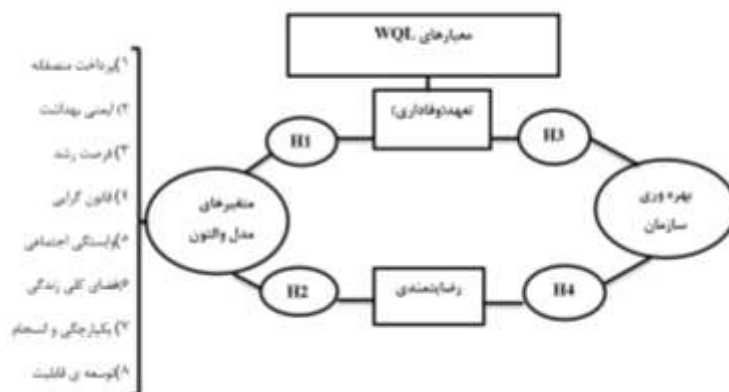 معیارهای WQL
تعهد(وفاداری)
H1
H3
متغیرهای
مدل والتون
بهره وری
سازمان
H2
رضایتمندی
H4
۱)پرداخت منصفانه
۲) ایمنی بهداشت
۳) فرصت رشد
۴) قانون گرایی
۵)وابستگی اجتماعی
۶)فضای کلی زندگی
۷) یکپارچگی و انسجام
۸)توسعه ی قابلیت